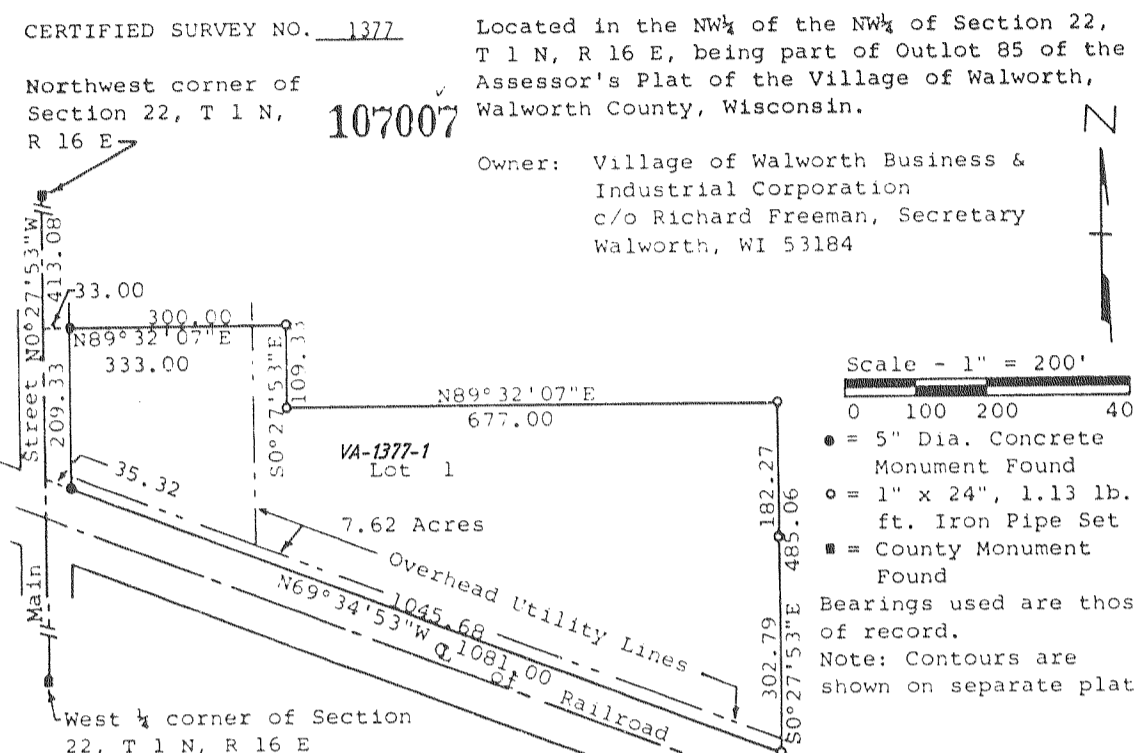 CERTIFIED SURVEY NO. 1377
Located in the NW¼ of the NW¼ of Section 22,
T 1 N, R 16 E, being part of Outlot 85 of the
Assessor's Plat of the Village of Walworth,
Walworth County, Wisconsin.
Northwest corner of
Section 22, T 1 N,
R 16 E
107007
N
Owner: Village of Walworth Business &
Industrial Corporation
c/o Richard Freeman, Secretary
Walworth, WI 53184
N0°27'53"W
413.08
33.00
300.00
N89°32'07"E
333.00
Street
209.33
S0°27'53"E
109.33
N89°32'07"E
677.00
Scale - 1" = 200'
0 100 200 40
= 5" Dia. Concrete
Monument Found
= 1" x 24", 1.13 lb.
ft. Iron Pipe Set
= County Monument
Found
Bearings used are thos
of record.
Note: Contours are
shown on separate plat
VA-1377-1
Lot 1
35.32
7.62 Acres
182.27
485.06
302.79
S0°27'53"E
Overhead Utility Lines
1045.68
N69°34'53"W 1081.00
℄ of Railroad
Main
West ¼ corner of Section
22, T 1 N, R 16 E